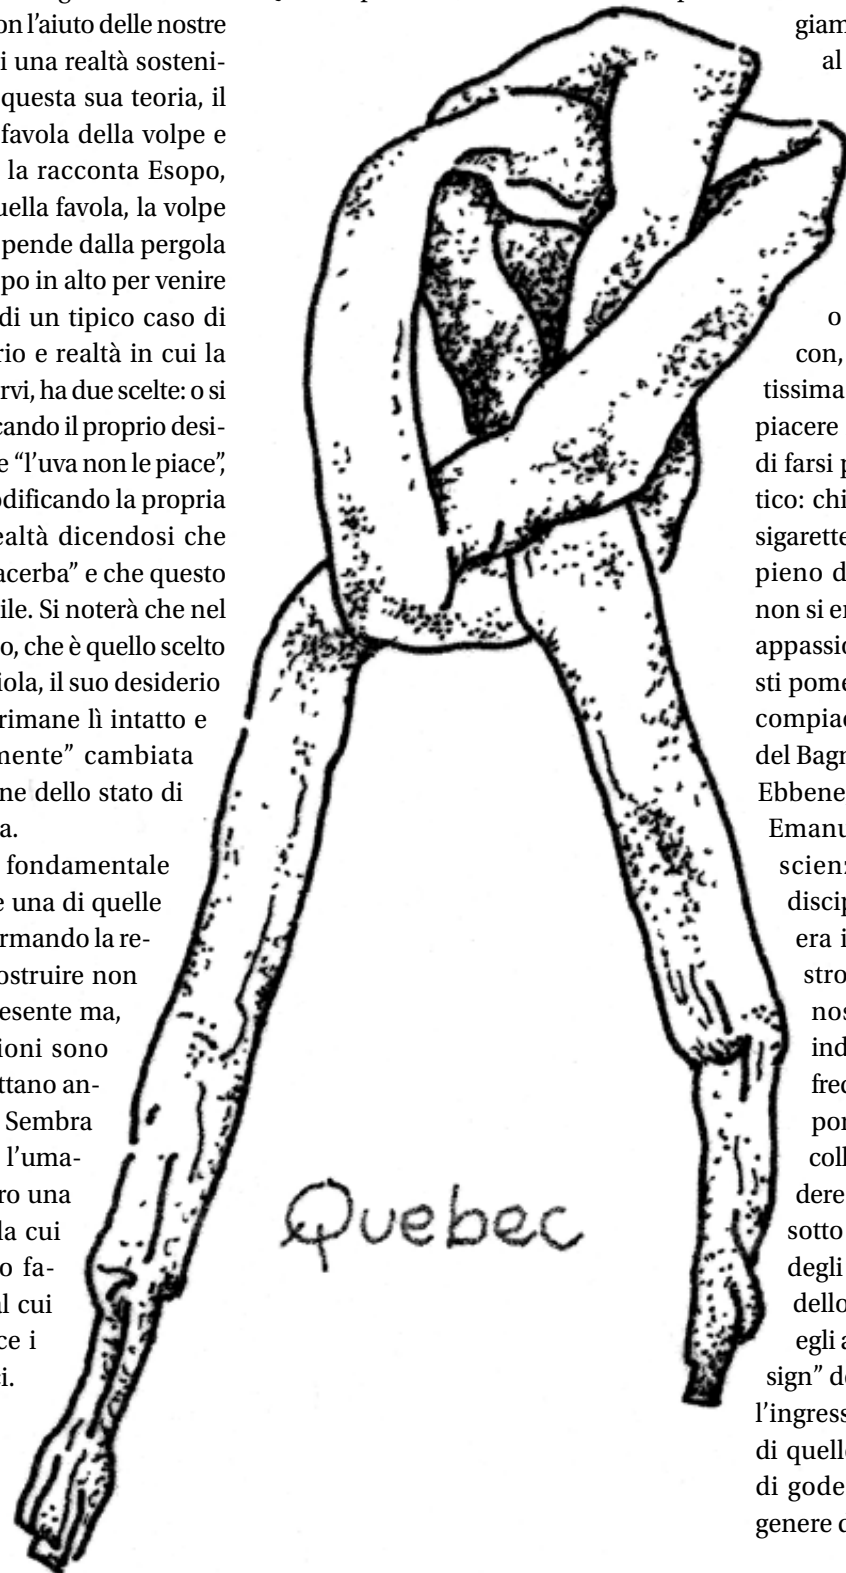 on l’aiuto delle nostre
i una realtà sosteni-
questa sua teoria, il
favola della volpe e
la racconta Esopo,
uella favola, la volpe
spende dalla pergola
po in alto per venire
di un tipico caso di
rio e realtà in cui la
rvi, ha due scelte: o si
cando il proprio desi-
e “l’uva non le piace”,
odificando la propria
ealtà dicendosi che
acerba” e che questo
ile. Si noterà che nel
o, che è quello scelto
iola, il suo desiderio
rimane lì intatto e
mente” cambiata
ne dello stato di
a.
fondamentale
e una di quelle
rmando la re-
ostruire non
esente ma,
ioni sono
ttano an-
Sembra
l’uma-
ro una
la cui
o fa-
al cui
ce i
i.
Quebec
giam
al
o
con,
tissima
piacere
di farsi p
tico: chi
sigarette
pieno d
non si er
appassio
sti pome
compiac
del Bagn
Ebbene
Emanu
scienz
discip
era i
stro
nos
ind
fred
por
coll
dere
sotto
degli
dello
egli a
sign” de
l’ingress
di quell
di gode
genere d